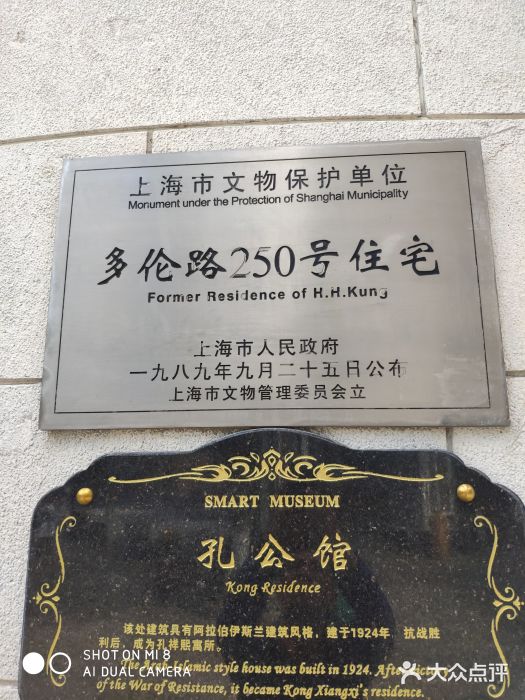 上海市文物保护单位
Monument under the Protection of Shanghai Municipality
多伦路250号住宅
Former Residence of H.H.Kung
上海市人民政府
一九八九年九月二十五日公布
上海市文物管理委员会立
SMART MUSEUM
孔公馆
Kong Residence
该处建筑具有阿拉伯伊斯兰建筑风格，建于1924年，抗战胜
利后，成为孔祥熙寓所。
The Arab-Islamic style house was built in 1924. After victory
of the War of Resistance, it became Kong Xiangxi's residence.
SHOT ON MI 8
AI DUAL CAMERA
大众点评